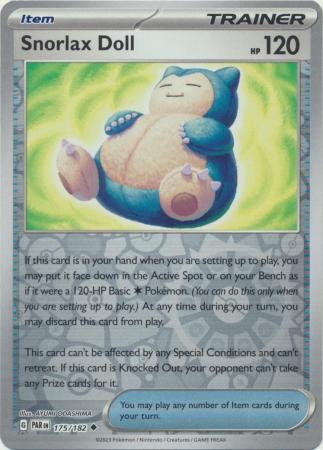 Item
TRAINER
Snorlax Doll
HP 120
If this card is in your hand when you are setting up to play, you
may put it face down in the Active Spot or on your Bench as
if it were a 120-HP Basic Pokémon. (You can do this only when
you are setting up to play.) At any time during your turn, you
may discard this card from play.
This card can't be affected by any Special Conditions and can't
retreat. If this card is Knocked Out, your opponent can't take
any Prize cards for it.
Illus. AYUMI ODASHIMA
G PAR EN 175/182
You may play any number of Item cards during
your turn.
©2023 Pokémon / Nintendo / Creatures / GAME FREAK